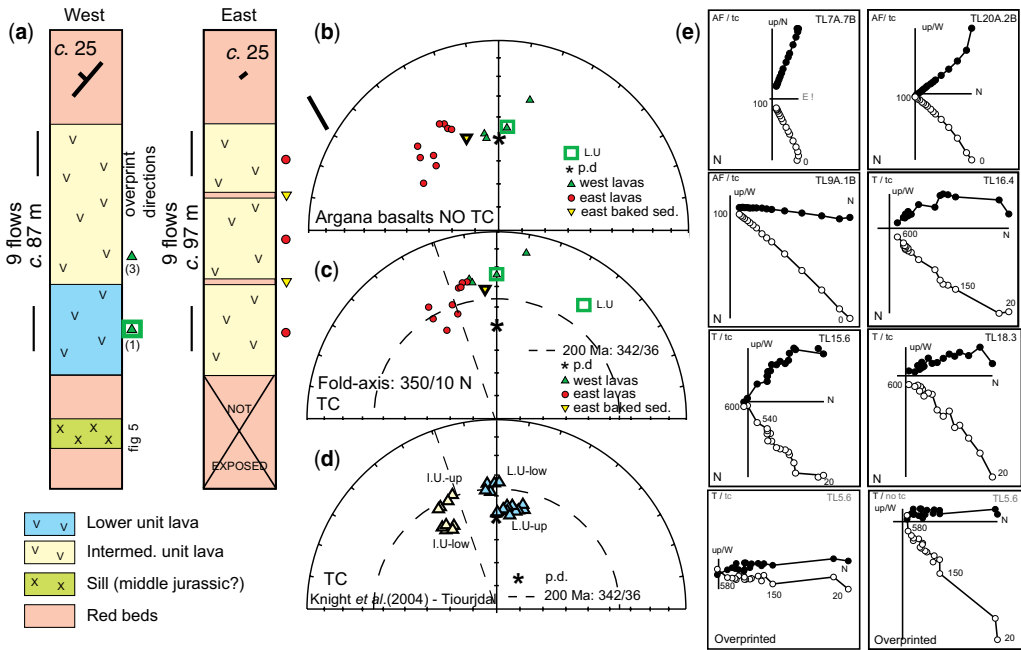 (a)
West
East
c. 25
c. 25
9 flows
c. 87 m
overprint
directions
(3)
(1)
9 flows
c. 97 m
fig 5
NOT
EXPOSED
v v Lower unit lava
v v Intermed. unit lava
x x Sill (middle jurassic?)
Red beds
(b)
L.U
* p.d
west lavas
east lavas
east baked sed.
Argana basalts NO TC
(c)
L.U
200 Ma: 342/36
* p.d
west lavas
east lavas
east baked sed.
Fold-axis: 350/10 N
TC
(d)
I.U.-up
L.U-low
I.U-low
L.U-up
TC
* p.d.
200 Ma: 342/36
Knight et al.(2004) - Tiourjdal
(e)
AF / tc
TL7A.7B
up/N
E !
100
0
N
AF/ tc
TL20A.2B
up/W
100
N
0
N
AF / tc
TL9A.1B
up/W
N
100
0
T / tc
TL16.4
up/W
N
600
150
20
T / tc
TL15.6
up/W
N
600
540
20
T / tc
TL18.3
up/W
600
N
20
T / tc
TL5.6
up/W
N
580
20
Overprinted
T / no tc
TL5.6
up/W
N
580
150
20
Overprinted